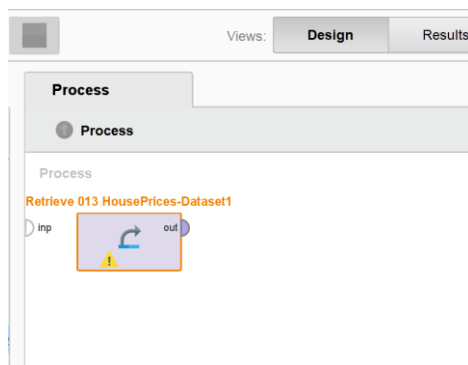 Views:
Design
Results
Process
Process
Process
Retrieve 013 HousePrices-Dataset1
inp
out